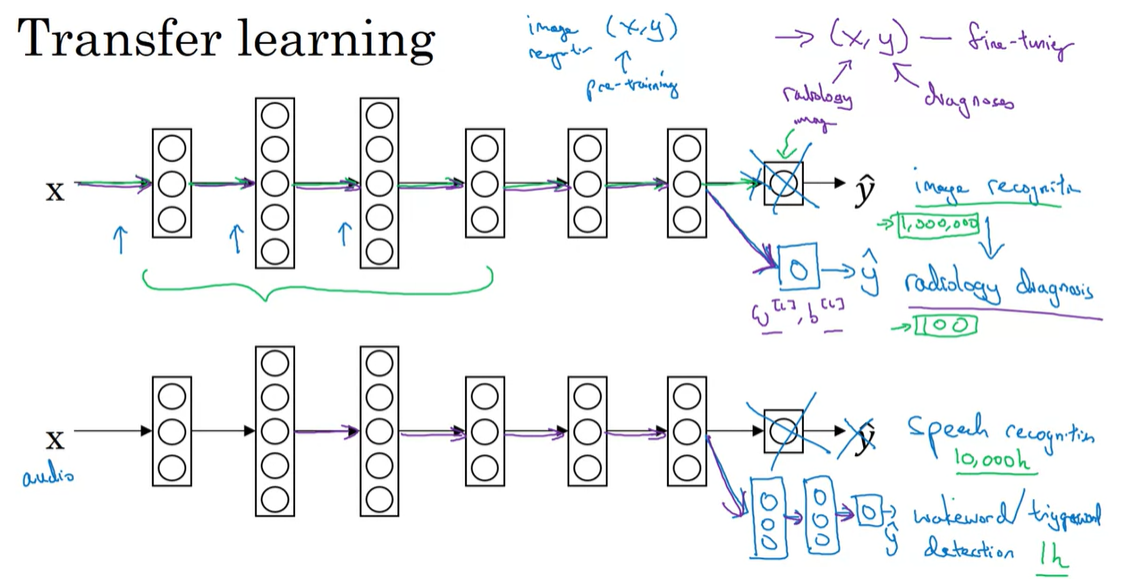 Transfer learning
image (x,y)
recognition
↑
pre-training
→ (x, y) — fine-tuning
radiology
image
diagnoses
x
ŷ
image recognition
→ 1,000,000
ŷ
radiology diagnosis
w[L], b[L]
→ 100
x
audio
ŷ
Speech recognition
10,000h
ŷ
wakeword/triggerword
detection 1h